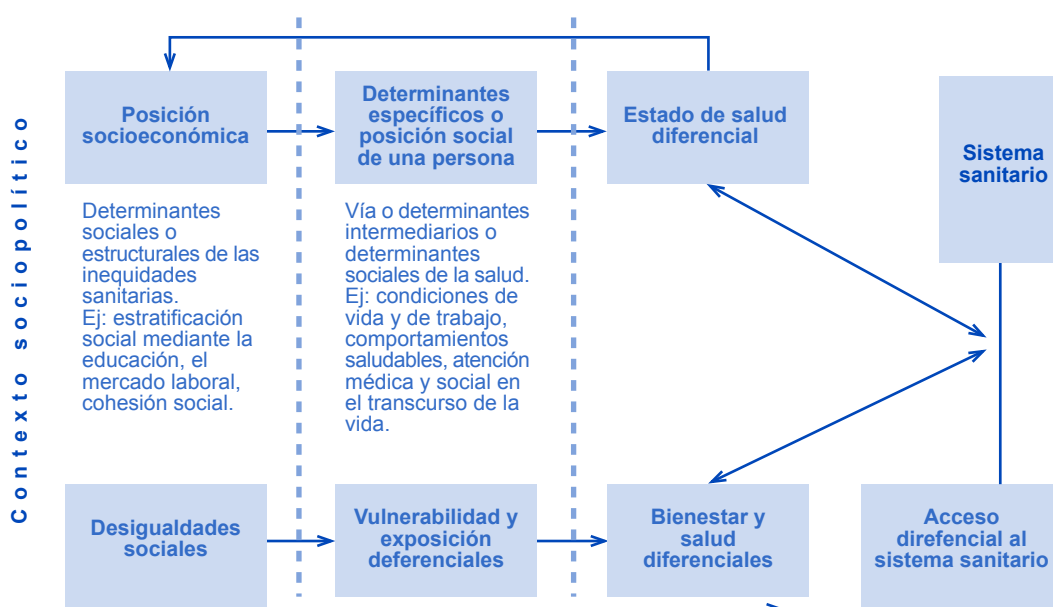 Contexto sociopolítico
Posición
socioeconómica
Determinantes
específicos o
posición social
de una persona
Estado de salud
diferencial
Sistema
sanitario
Determinantes
sociales o
estructurales de las
inequidades
sanitarias.
Ej: estratificación
social mediante la
educación, el
mercado laboral,
cohesión social.
Vía o determinantes
intermediarios o
determinantes
sociales de la salud.
Ej: condiciones de
vida y de trabajo,
comportamientos
saludables, atención
médica y social en
el transcurso de la
vida.
Desigualdades
sociales
Vulnerabilidad y
exposición
deferenciales
Bienestar y
salud
diferenciales
Acceso
direfencial al
sistema sanitario